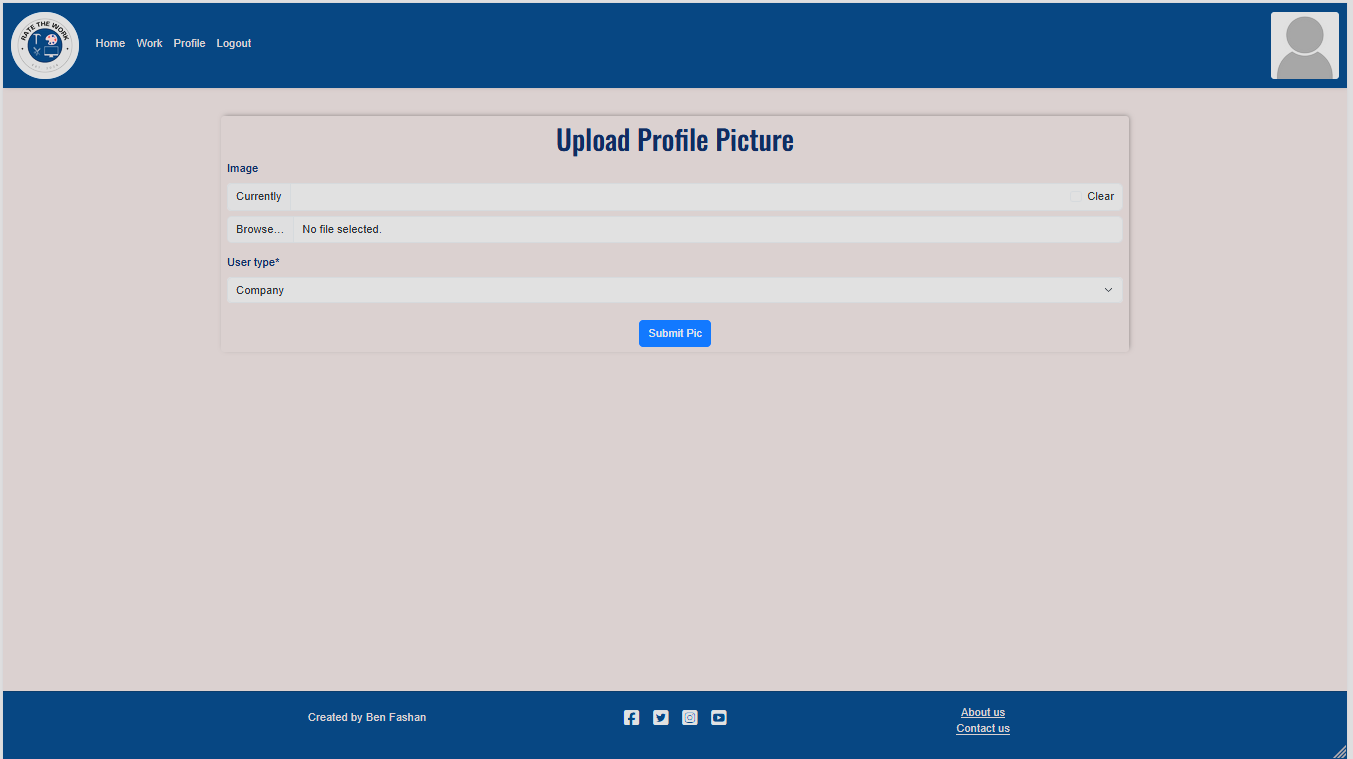 RATE THE WORK
Home Work Profile Logout
Upload Profile Picture
Image
Currently Clear
Browse... No file selected.
User type*
Company
Submit Pic
Created by Ben Fashan
About us
Contact us